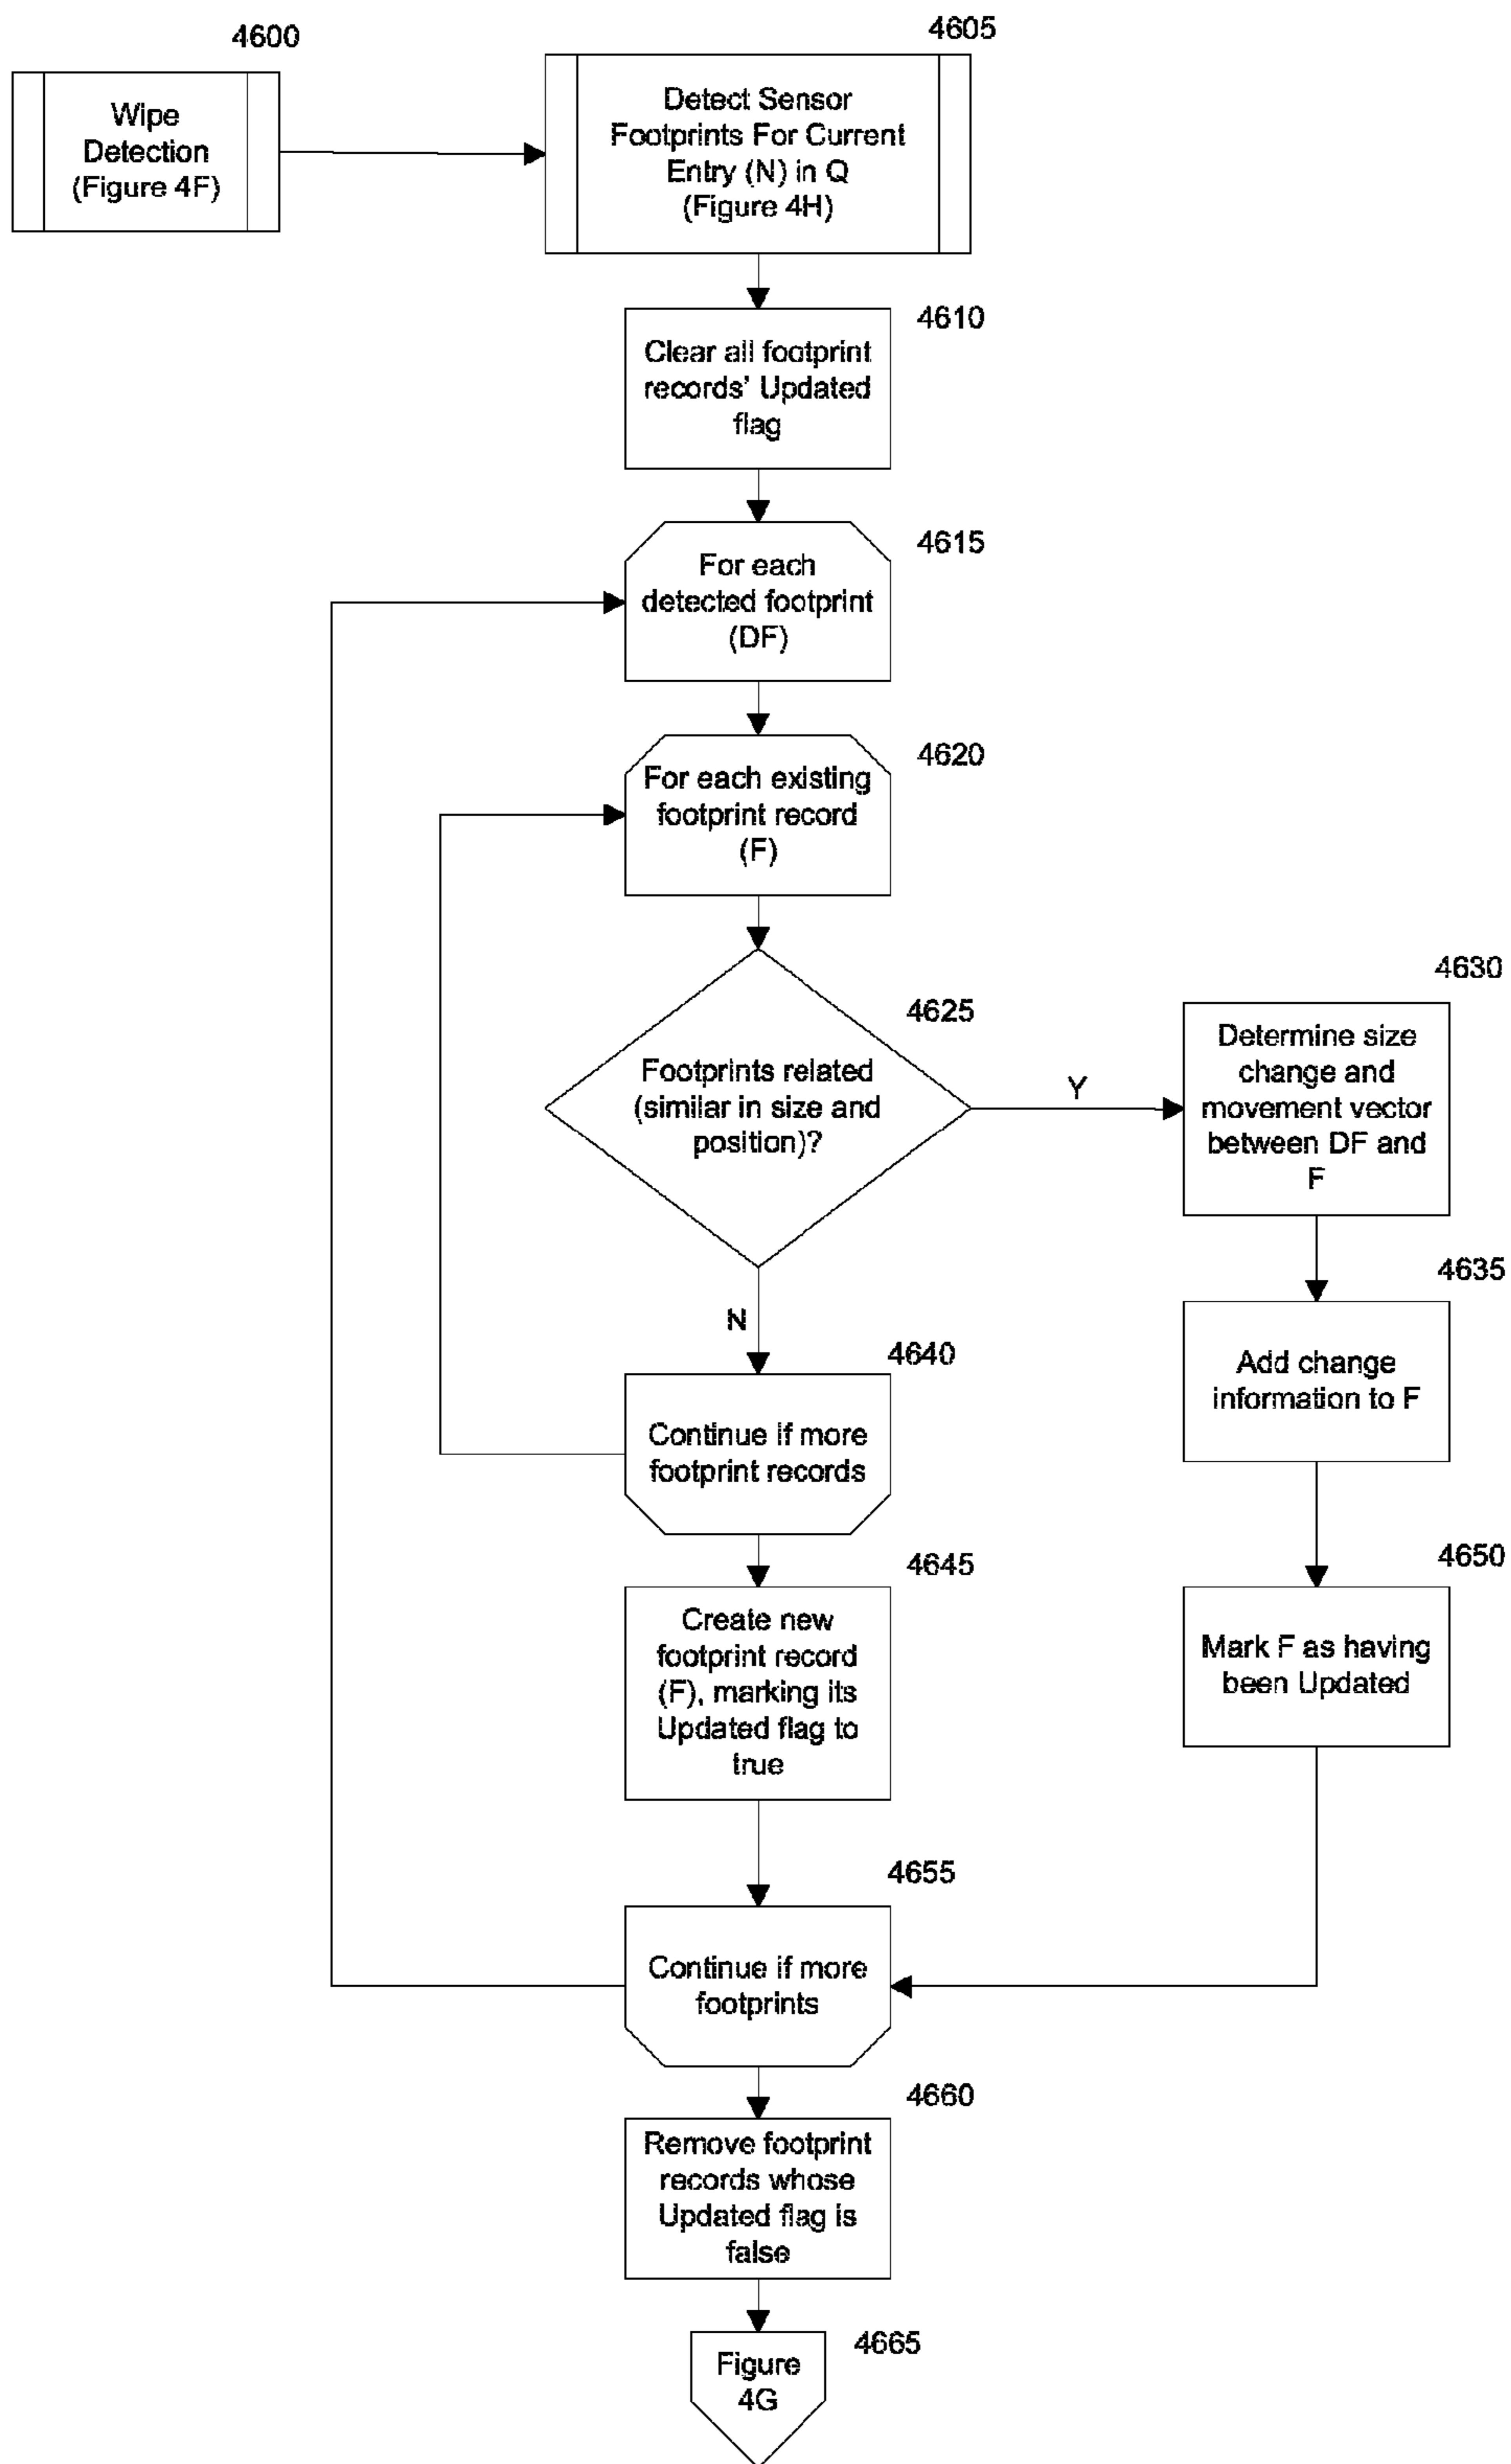 4600
Wipe
Detection
(Figure 4F)
4605
Detect Sensor
Footprints For Current
Entry (N) in Q
(Figure 4H)
4610
Clear all footprint
records' Updated
flag
4615
For each
detected footprint
(DF)
4620
For each existing
footprint record
(F)
4625
Footprints related
(similar in size and
position)?
Y
4630
Determine size
change and
movement vector
between DF and
F
4635
Add change
information to F
N
4640
Continue if more
footprint records
4645
Create new
footprint record
(F), marking its
Updated flag to
true
4650
Mark F as having
been Updated
4655
Continue if more
footprints
4660
Remove footprint
records whose
Updated flag is
false
4665
Figure
4G